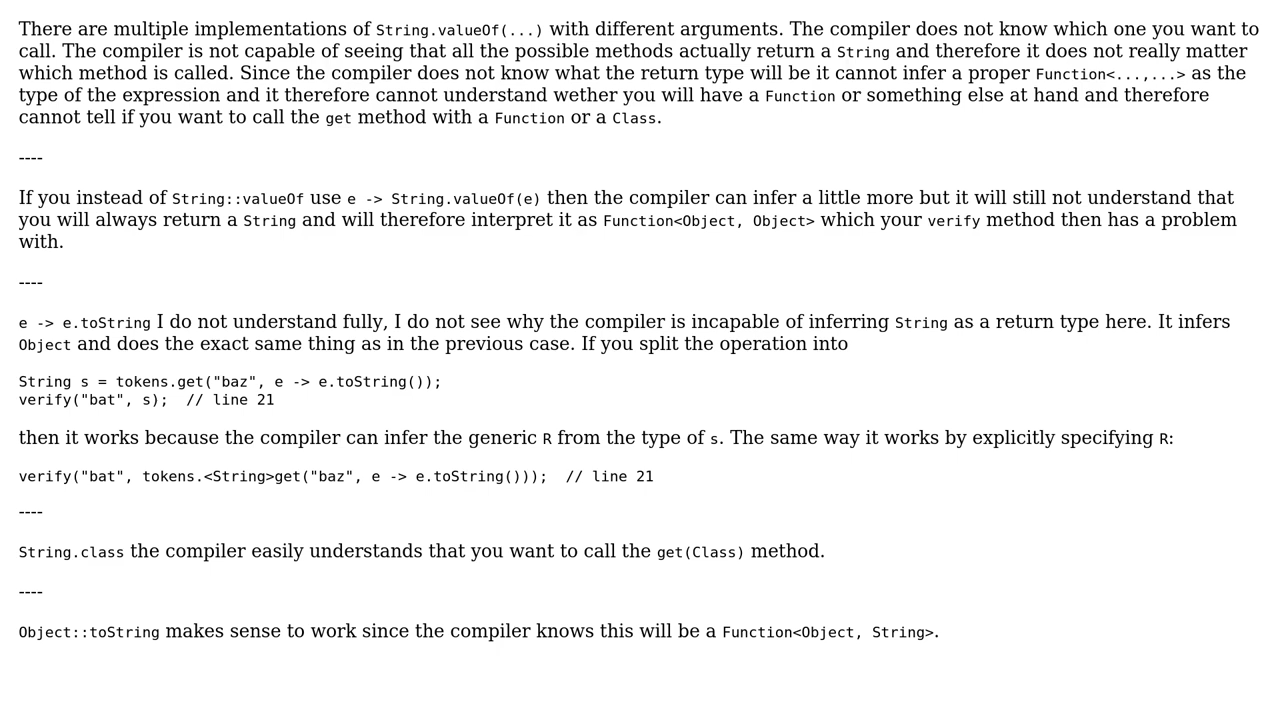 There are multiple implementations of String.valueOf(...) with different arguments. The compiler does not know which one you want to
call. The compiler is not capable of seeing that all the possible methods actually return a String and therefore it does not really matter
which method is called. Since the compiler does not know what the return type will be it cannot infer a proper Function<...,...> as the
type of the expression and it therefore cannot understand wether you will have a Function or something else at hand and therefore
cannot tell if you want to call the get method with a Function or a Class.
----
If you instead of String::valueOf use e -> String.valueOf(e) then the compiler can infer a little more but it will still not understand that
you will always return a String and will therefore interpret it as Function<Object, Object> which your verify method then has a problem
with.
----
e -> e.toString I do not understand fully, I do not see why the compiler is incapable of inferring String as a return type here. It infers
Object and does the exact same thing as in the previous case. If you split the operation into
String s = tokens.get("baz", e -> e.toString());
verify("bat", s);  // line 21
then it works because the compiler can infer the generic R from the type of s. The same way it works by explicitly specifying R:
verify("bat", tokens.<String>get("baz", e -> e.toString()));  // line 21
----
String.class the compiler easily understands that you want to call the get(Class) method.
----
Object::toString makes sense to work since the compiler knows this will be a Function<Object, String>.